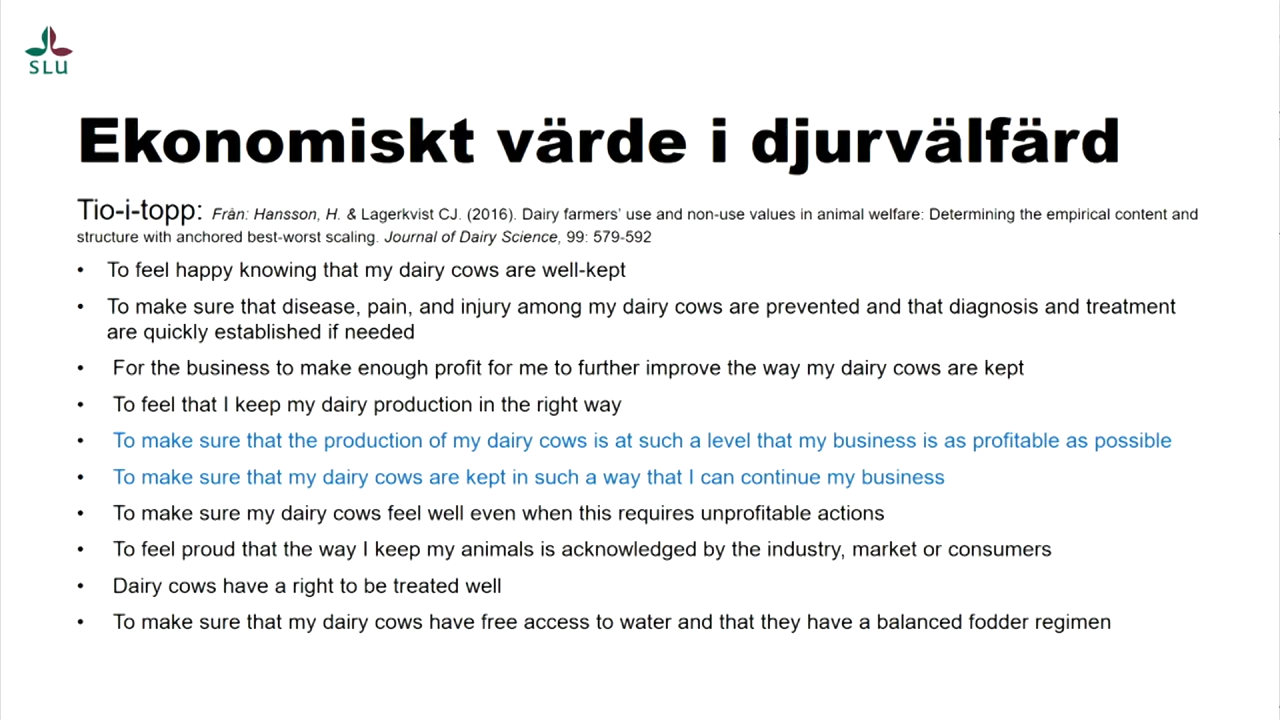 SLU
Ekonomiskt värde i djurvälfärd
Tio-i-topp: Från: Hansson, H. & Lagerkvist CJ. (2016). Dairy farmers’ use and non-use values in animal welfare: Determining the empirical content and
structure with anchored best-worst scaling. Journal of Dairy Science, 99: 579-592
• To feel happy knowing that my dairy cows are well-kept
• To make sure that disease, pain, and injury among my dairy cows are prevented and that diagnosis and treatment
are quickly established if needed
• For the business to make enough profit for me to further improve the way my dairy cows are kept
• To feel that I keep my dairy production in the right way
• To make sure that the production of my dairy cows is at such a level that my business is as profitable as possible
• To make sure that my dairy cows are kept in such a way that I can continue my business
• To make sure my dairy cows feel well even when this requires unprofitable actions
• To feel proud that the way I keep my animals is acknowledged by the industry, market or consumers
• Dairy cows have a right to be treated well
• To make sure that my dairy cows have free access to water and that they have a balanced fodder regimen